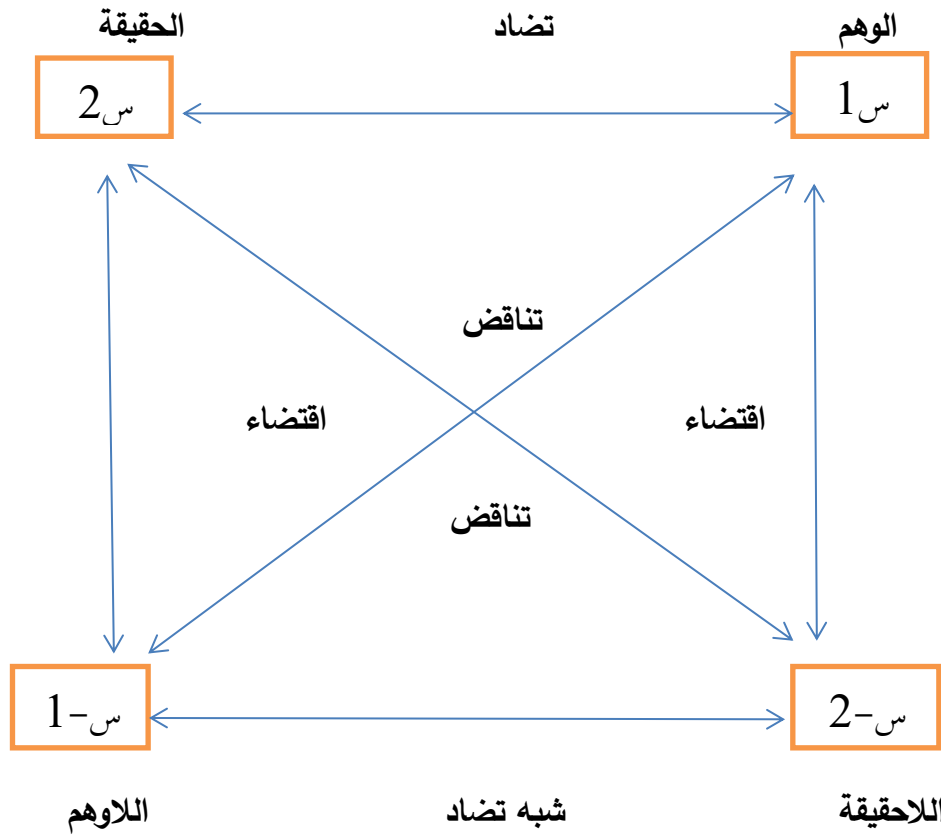 الوهم تضاد الحقيقة
س1 س2
تناقض
اقتضاء اقتضاء
تناقض
س-2 س-1
اللاحقيقة شبه تضاد اللاوهم